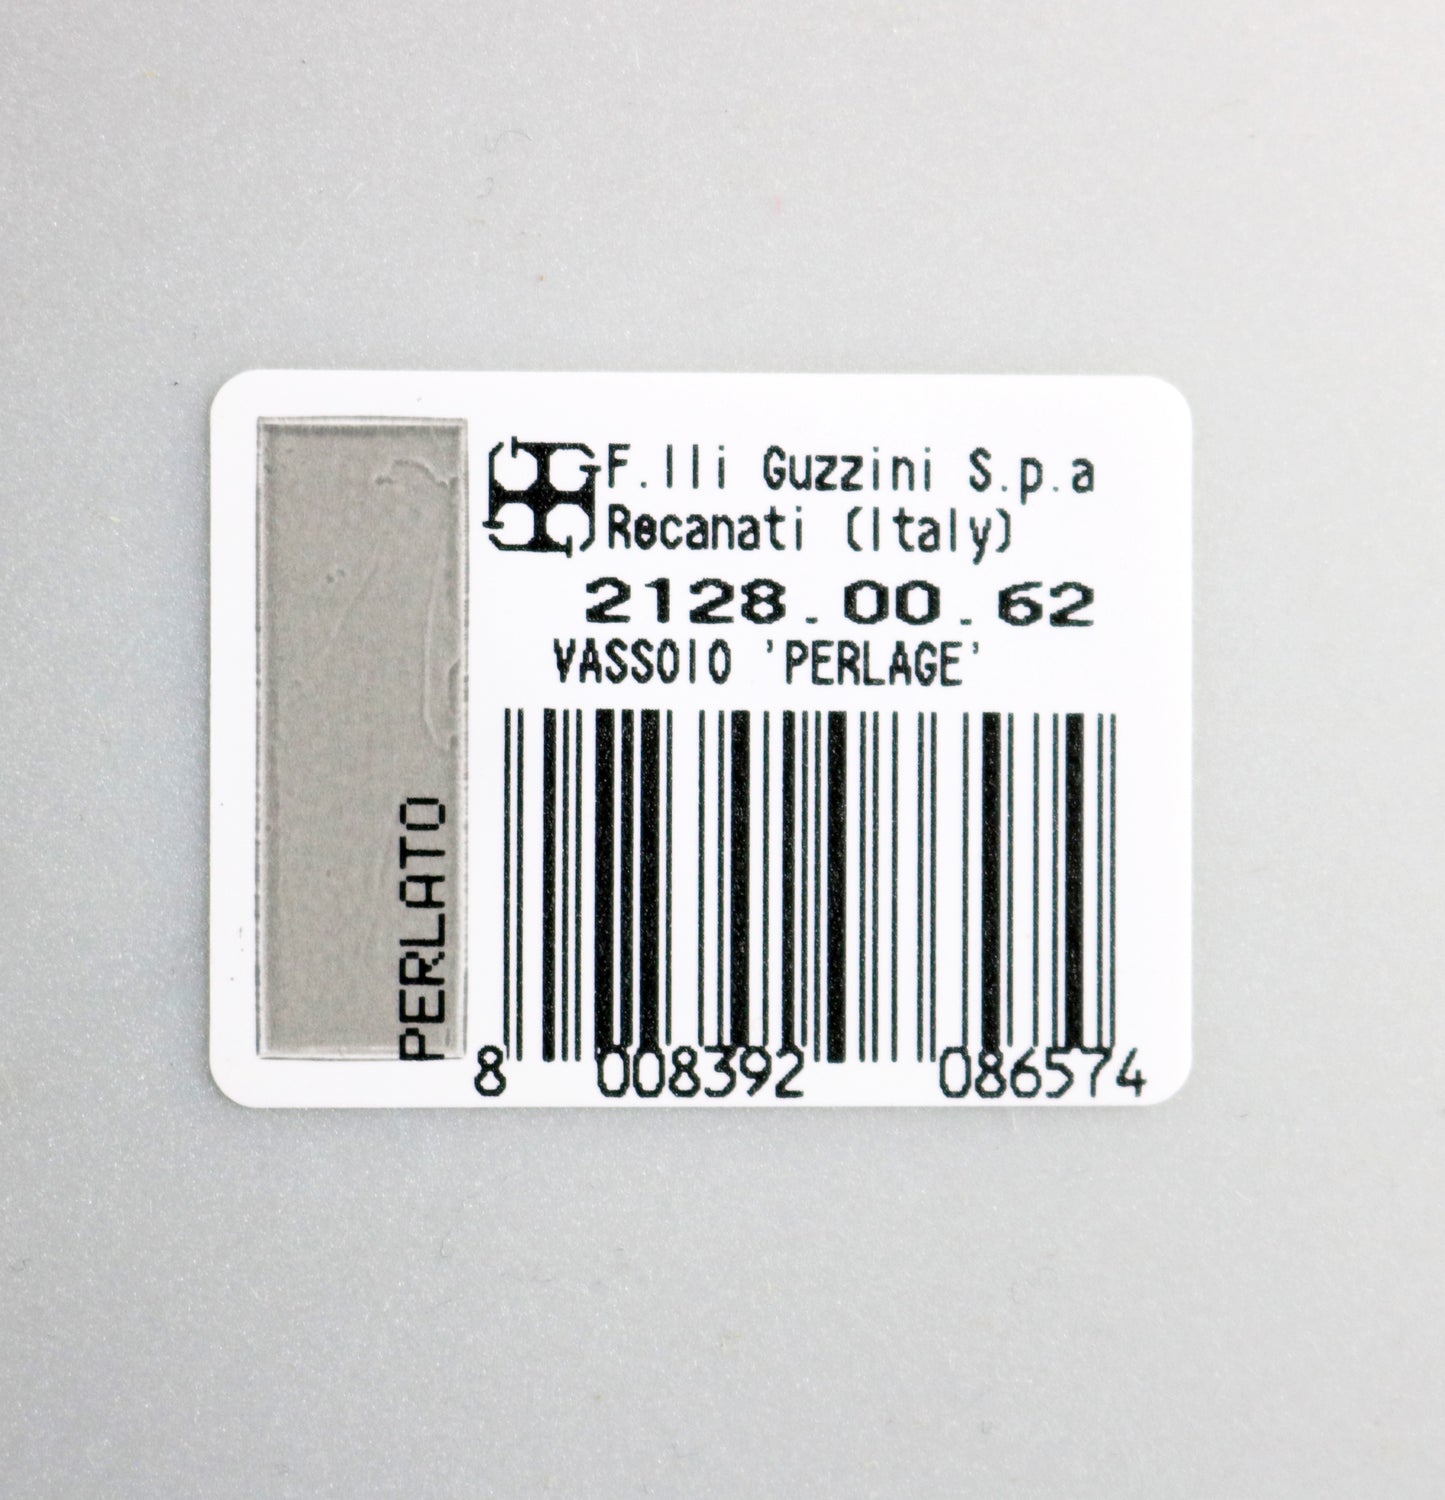 F.lli Guzzini S.p.a
Recanati (Italy)
2128.00.62
VASSOIO 'PERLAGE'
PERLATO
8 008392 086574